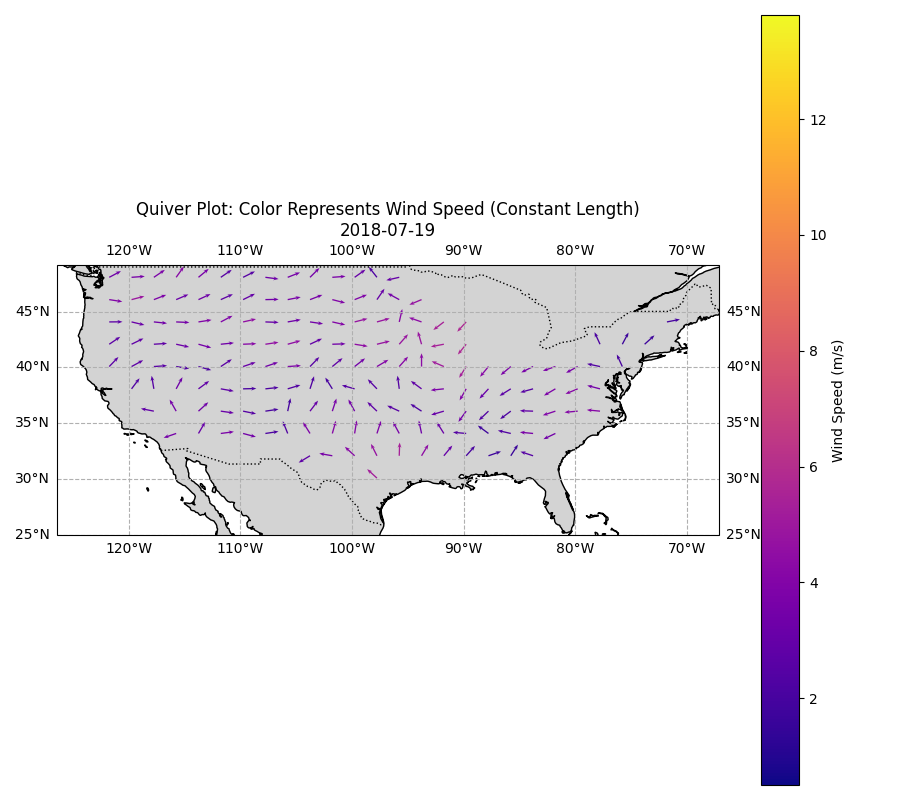 Quiver Plot: Color Represents Wind Speed (Constant Length)
2018-07-19
120°W 110°W 100°W 90°W 80°W 70°W
45°N 45°N
40°N 40°N
35°N 35°N
30°N 30°N
25°N 25°N
120°W 110°W 100°W 90°W 80°W 70°W
12
10
8
6
4
2
Wind Speed (m/s)